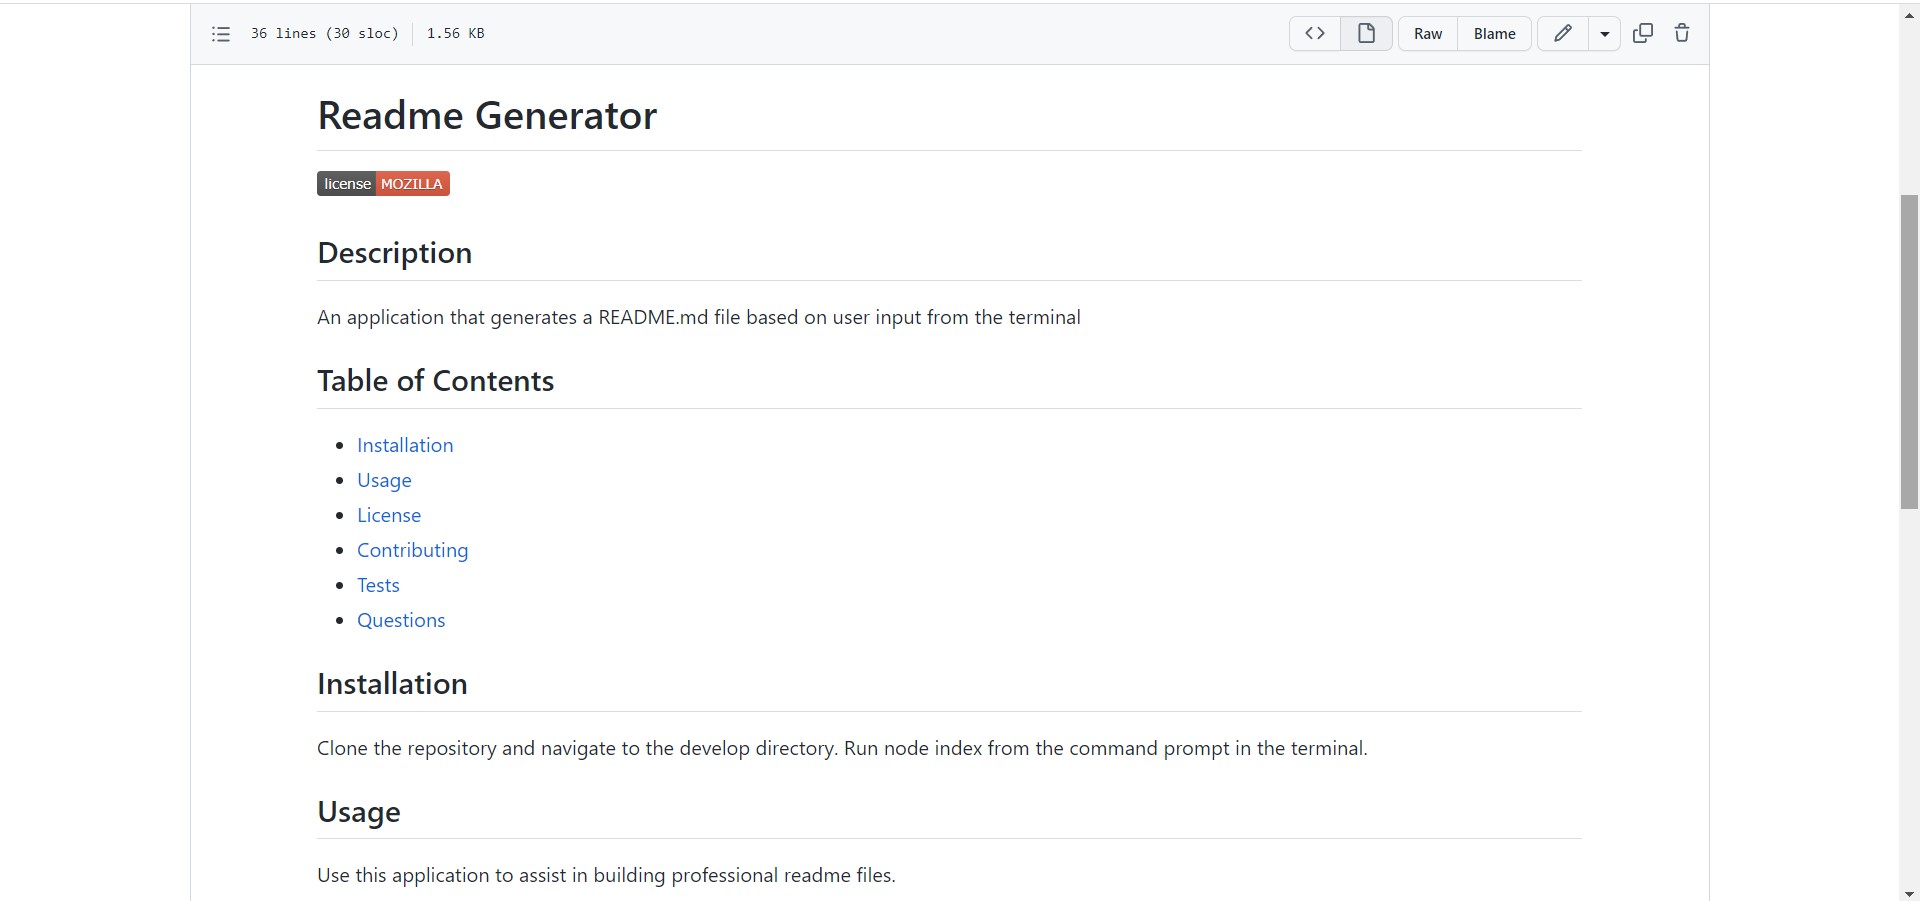 36 lines (30 sloc) 1.56 KB Raw Blame
Readme Generator
license MOZILLA
Description
An application that generates a README.md file based on user input from the terminal
Table of Contents
Installation
Usage
License
Contributing
Tests
Questions
Installation
Clone the repository and navigate to the develop directory. Run node index from the command prompt in the terminal.
Usage
Use this application to assist in building professional readme files.